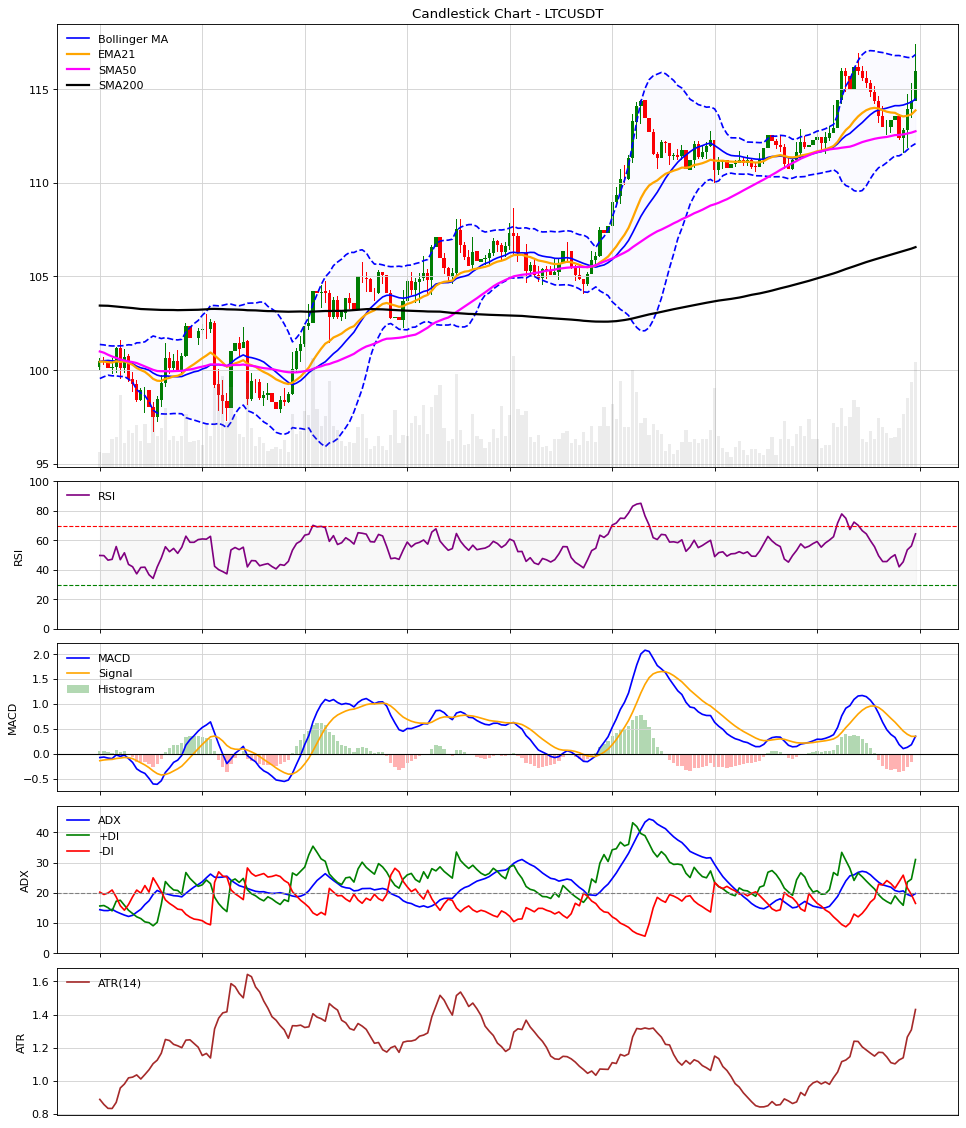 Candlestick Chart - LTCUSDT
Bollinger MA
EMA21
SMA50
SMA200
115
110
105
100
95
100
80
60
40
20
0
RSI
RSI
2.0
1.5
1.0
0.5
0.0
−0.5
MACD
MACD
Signal
Histogram
40
30
20
10
0
ADX
ADX
+DI
-DI
1.6
1.4
1.2
1.0
0.8
ATR
ATR(14)